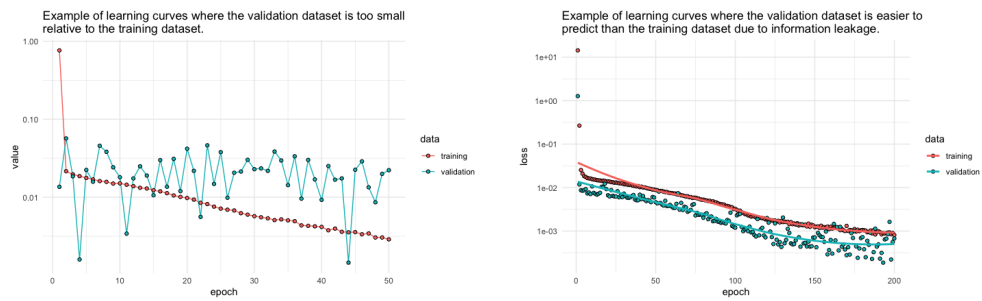 Example of learning curves where the validation dataset is too small
relative to the training dataset.
1.00
0.10
0.01
value
0
10
20
30
40
50
epoch
data
training
validation
Example of learning curves where the validation dataset is easier to
predict than the training dataset due to information leakage.
1e+01
1e+00
1e-01
1e-02
1e-03
loss
0
50
100
150
200
epoch
data
training
validation